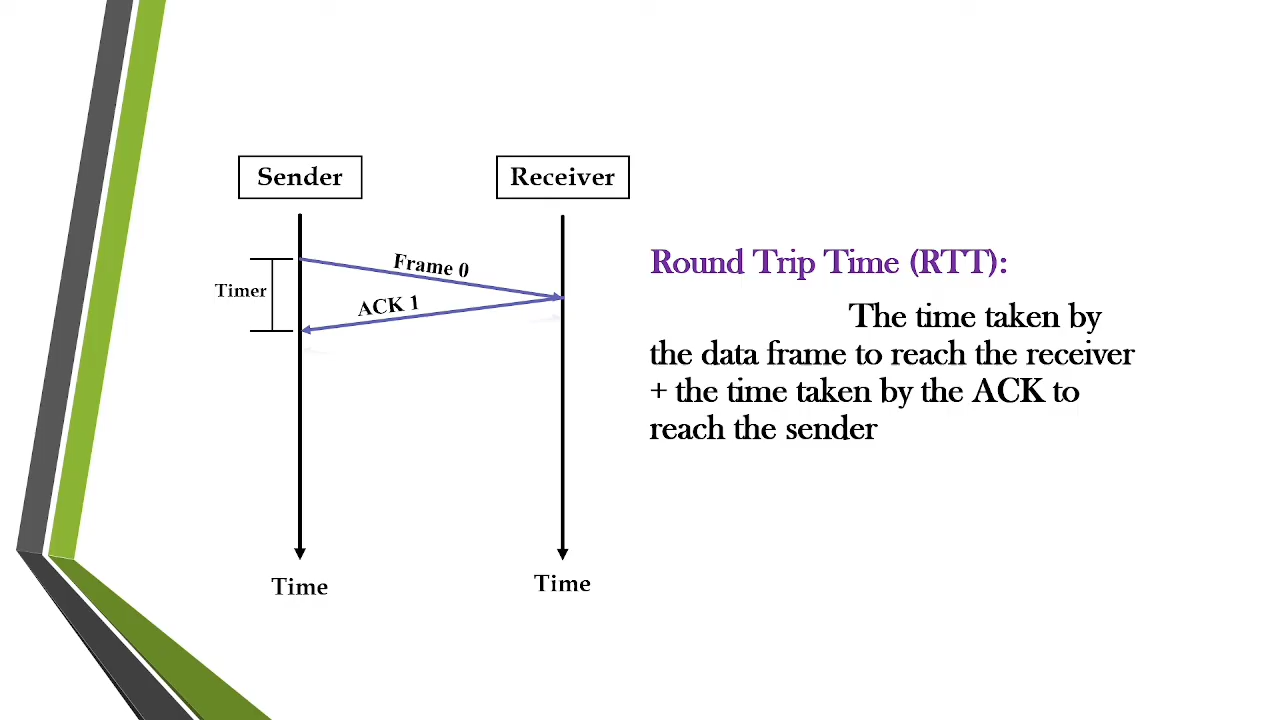 Sender
Receiver
Frame 0
Timer
ACK 1
Time
Time
Round Trip Time (RTT):
The time taken by
the data frame to reach the receiver
+ the time taken by the ACK to
reach the sender